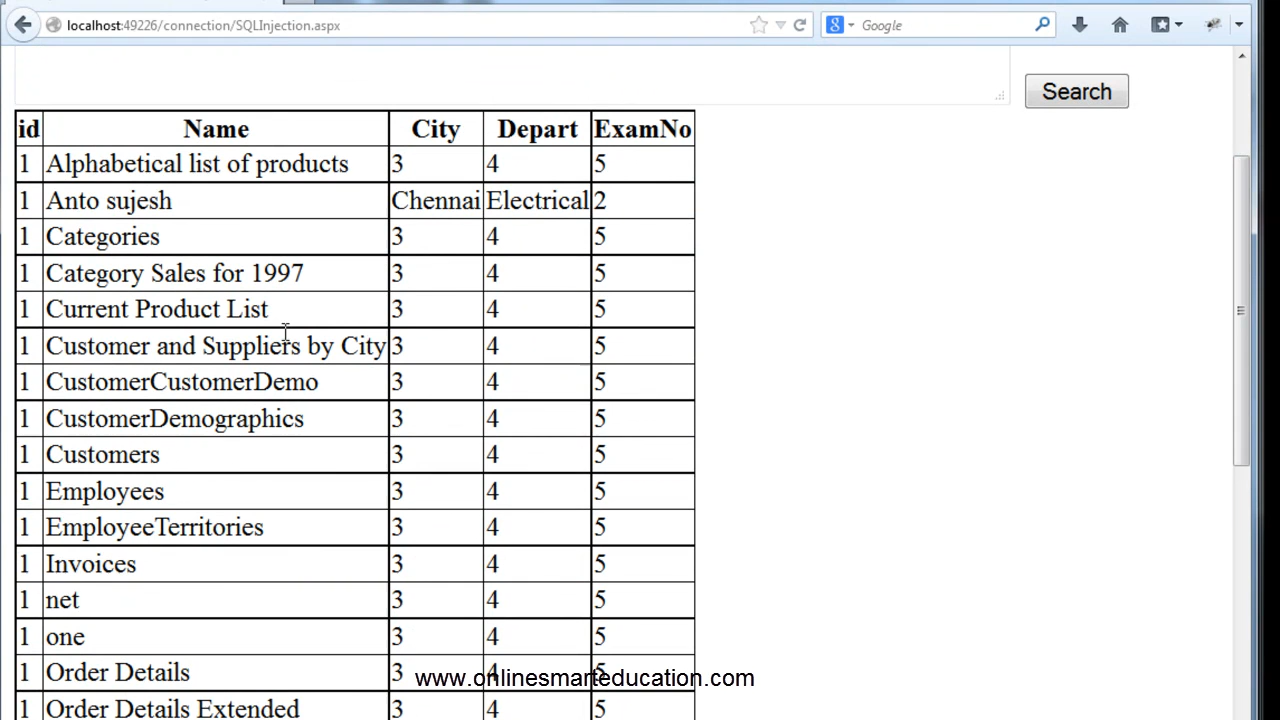 localhost:49226/connection/SQLInjection.aspx
8 Google
Search
id Name City Depart ExamNo
1 Alphabetical list of products 3 4 5
1 Anto sujesh Chennai Electrical 2
1 Categories 3 4 5
1 Category Sales for 1997 3 4 5
1 Current Product List 3 4 5
1 Customer and Suppliers by City 3 4 5
1 CustomerCustomerDemo 3 4 5
1 CustomerDemographics 3 4 5
1 Customers 3 4 5
1 Employees 3 4 5
1 EmployeeTerritories 3 4 5
1 Invoices 3 4 5
1 net 3 4 5
1 one 3 4 5
1 Order Details 3 4 5
www.onlinesmarteducation.com
1 Order Details Extended 3 4 5